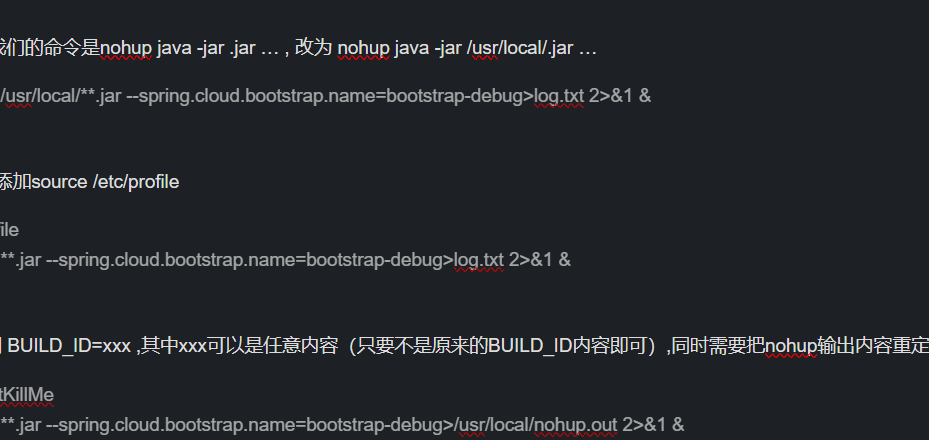 我们的命令是nohup java -jar .jar … , 改为 nohup java -jar /usr/local/.jar …
/usr/local/**.jar --spring.cloud.bootstrap.name=bootstrap-debug>log.txt 2>&1 &
添加source /etc/profile
file
**.jar --spring.cloud.bootstrap.name=bootstrap-debug>log.txt 2>&1 &
BUILD_ID=xxx ,其中xxx可以是任意内容（只要不是原来的BUILD_ID内容即可）,同时需要把nohup输出内容重定
tKillMe
**.jar --spring.cloud.bootstrap.name=bootstrap-debug>/usr/local/nohup.out 2>&1 &